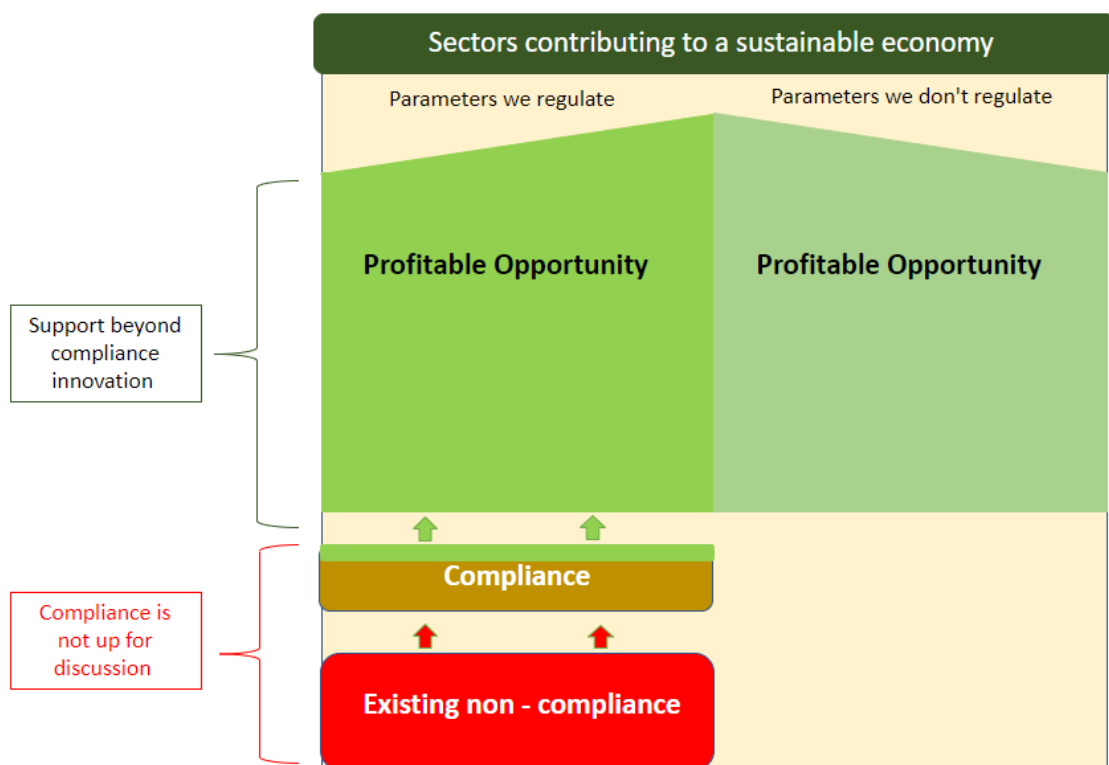 Sectors contributing to a sustainable economy
Parameters we regulate
Parameters we don't regulate
Profitable Opportunity
Profitable Opportunity
Support beyond
compliance
innovation
Compliance
Compliance is
not up for
discussion
Existing non - compliance